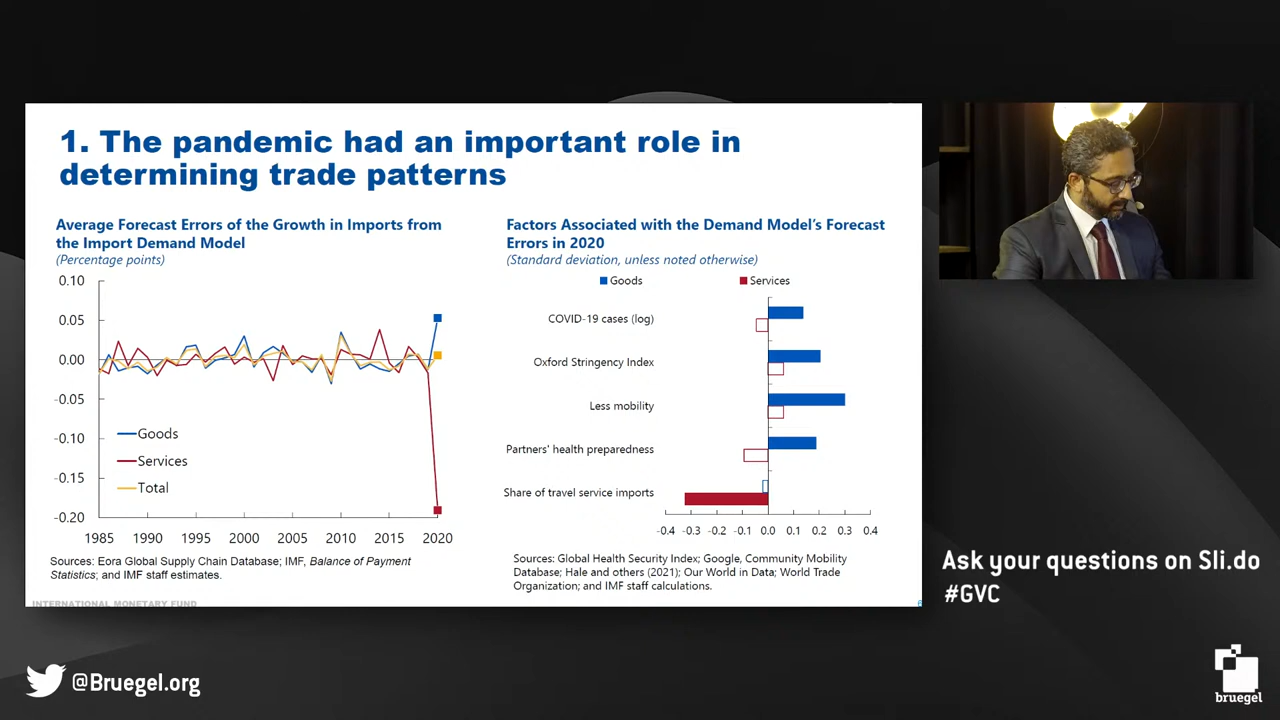 1. The pandemic had an important role in
determining trade patterns
Average Forecast Errors of the Growth in Imports from
the Import Demand Model
(Percentage points)
0.10
0.05
0.00
-0.05
-0.10
-0.15
-0.20
Goods
Services
Total
1985 1990 1995 2000 2005 2010 2015 2020
Sources: Eora Global Supply Chain Database; IMF, Balance of Payment
Statistics; and IMF staff estimates.
Factors Associated with the Demand Model's Forecast
Errors in 2020
(Standard deviation, unless noted otherwise)
Goods Services
COVID-19 cases (log)
Oxford Stringency Index
Less mobility
Partners' health preparedness
Share of travel service imports
-0.4 -0.3 -0.2 -0.1 0.0 0.1 0.2 0.3 0.4
Sources: Global Health Security Index; Google, Community Mobility
Database; Hale and others (2021); Our World in Data; World Trade
Organization; and IMF staff calculations.
INTERNATIONAL MONETARY FUND
Ask your questions on Sli.do
#GVC
@Bruegel.org
bruegel